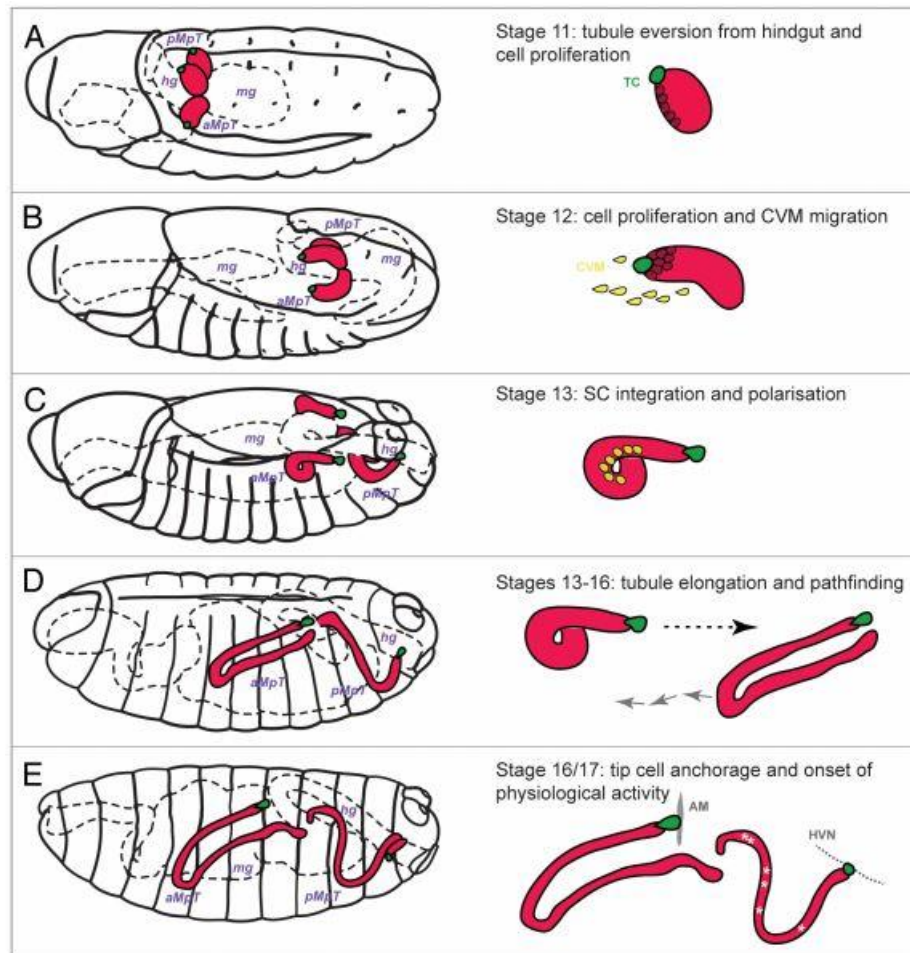 A
pMpT
hg
mg
aMpT
Stage 11: tubule eversion from hindgut and
cell proliferation
TC
B
pMpT
mg
hg
mg
aMpT
Stage 12: cell proliferation and CVM migration
CVM
C
mg
hg
aMpT
pMpT
Stage 13: SC integration and polarisation
D
hg
aMpT
pMpT
Stages 13-16: tubule elongation and pathfinding
E
hg
mg
aMpT
pMpT
Stage 16/17: tip cell anchorage and onset of
physiological activity
AM
HVN
**
*
*
*
*